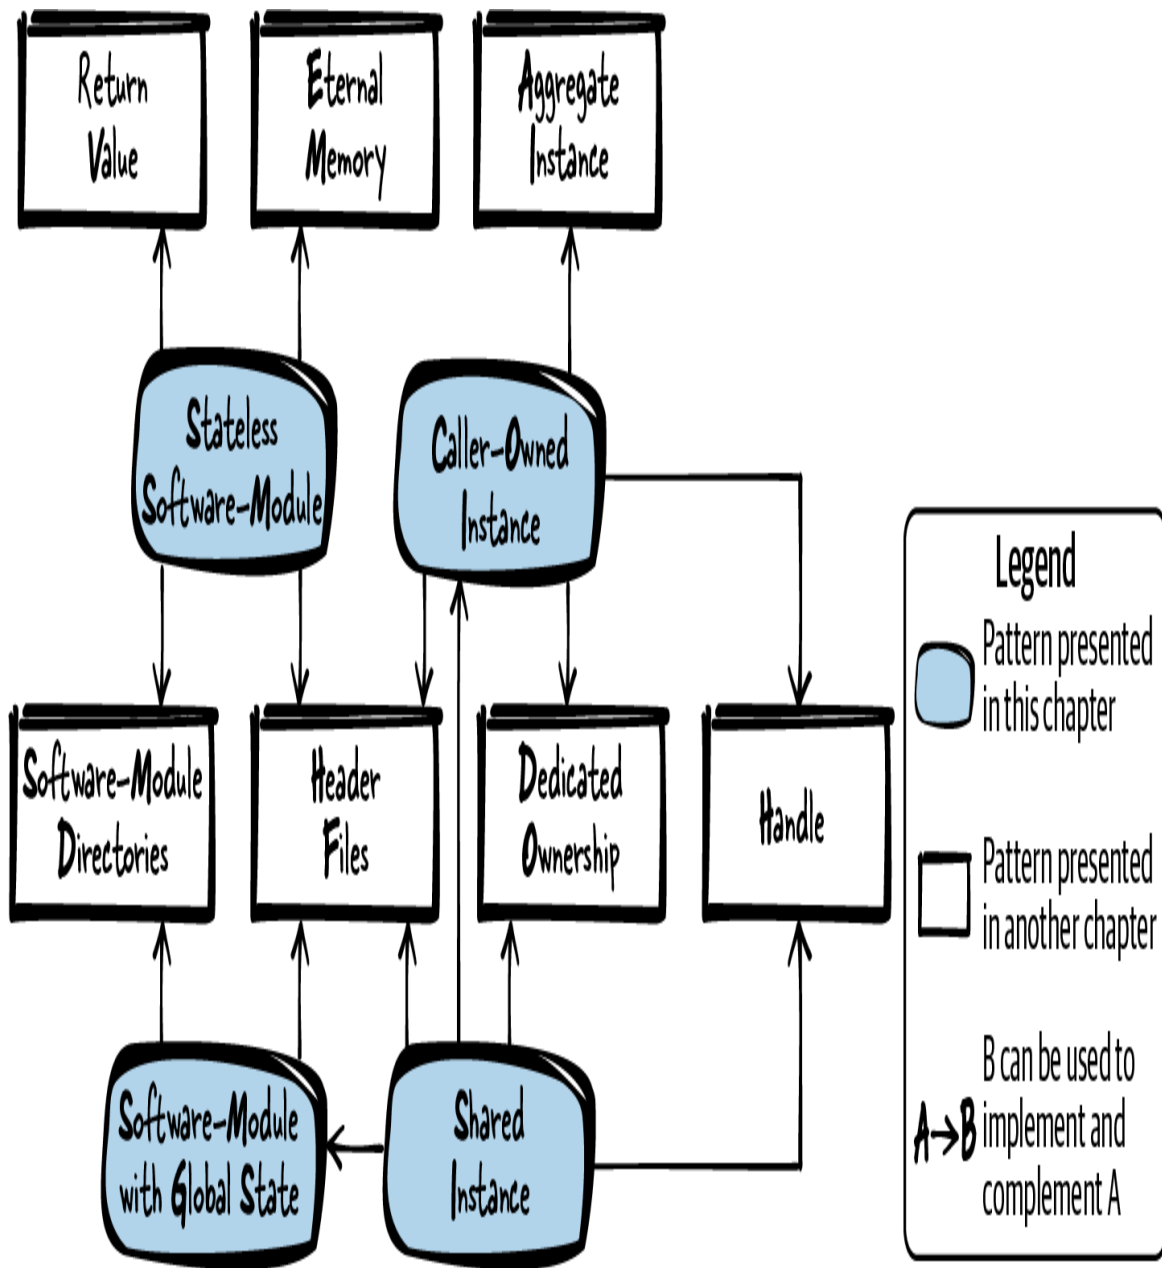 Return
Value
Eternal
Memory
Aggregate
Instance
Stateless
Software-Module
Caller-Owned
Instance
Software-Module
Directories
Header
Files
Dedicated
Ownership
Handle
Software-Module
with Global State
Shared
Instance
Legend
Pattern presented
in this chapter
Pattern presented
in another chapter
A→B
B can be used to
implement and
complement A